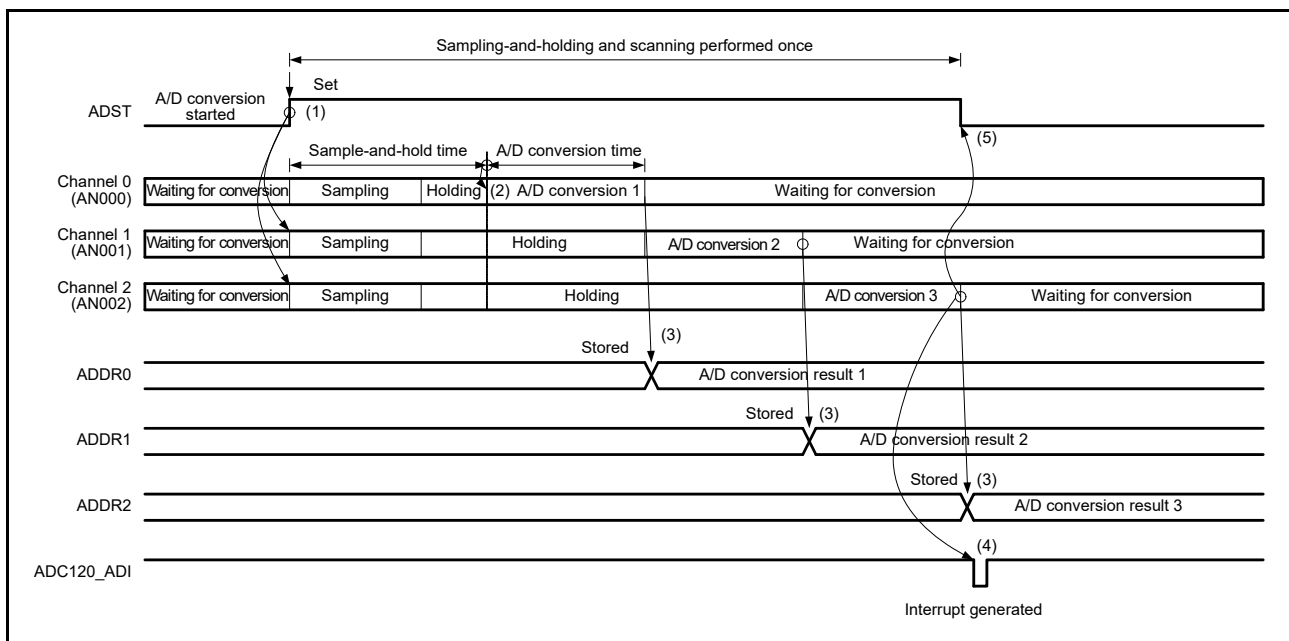 Sampling-and-holding and scanning performed once
Set
A/D conversion
started
ADST
(1)
(5)
Sample-and-hold time
A/D conversion time
Channel 0
(AN000)
Waiting for conversion
Sampling
Holding
(2)
A/D conversion 1
Waiting for conversion
Channel 1
(AN001)
Waiting for conversion
Sampling
Holding
A/D conversion 2
Waiting for conversion
Channel 2
(AN002)
Waiting for conversion
Sampling
Holding
A/D conversion 3
Waiting for conversion
Stored
(3)
ADDR0
A/D conversion result 1
Stored
(3)
ADDR1
A/D conversion result 2
Stored
(3)
ADDR2
A/D conversion result 3
(4)
ADC120_ADI
Interrupt generated